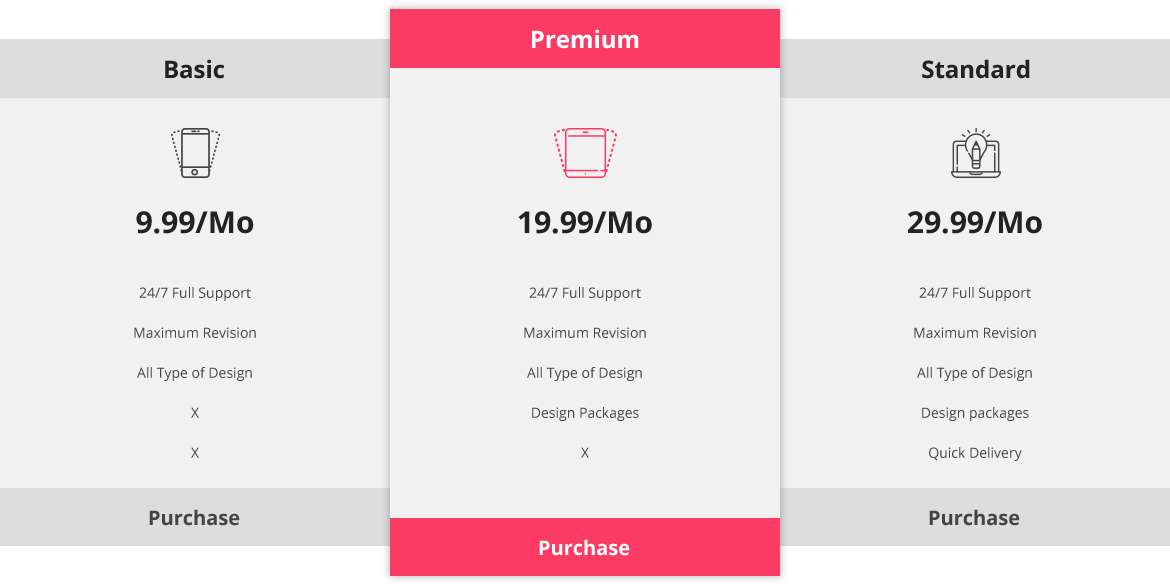 Basic
9.99/Mo
24/7 Full Support
Maximum Revision
All Type of Design
X
X
Purchase
Premium
19.99/Mo
24/7 Full Support
Maximum Revision
All Type of Design
Design Packages
X
Purchase
Standard
29.99/Mo
24/7 Full Support
Maximum Revision
All Type of Design
Design packages
Quick Delivery
Purchase